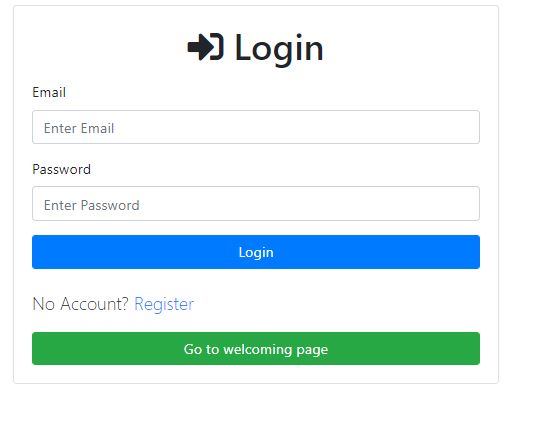 Login
Email
Enter Email
Password
Enter Password
Login
No Account? Register
Go to welcoming page